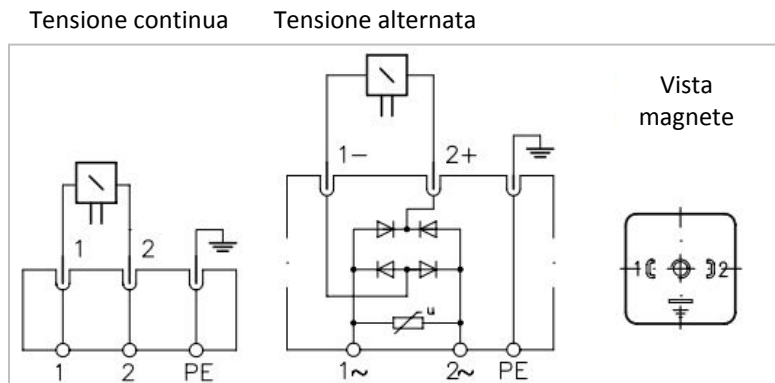 Tensione continua
Tensione alternata
1-
2+
Vista
magnete
1
2
1
2
u
1
2
PE
1~
2~
PE